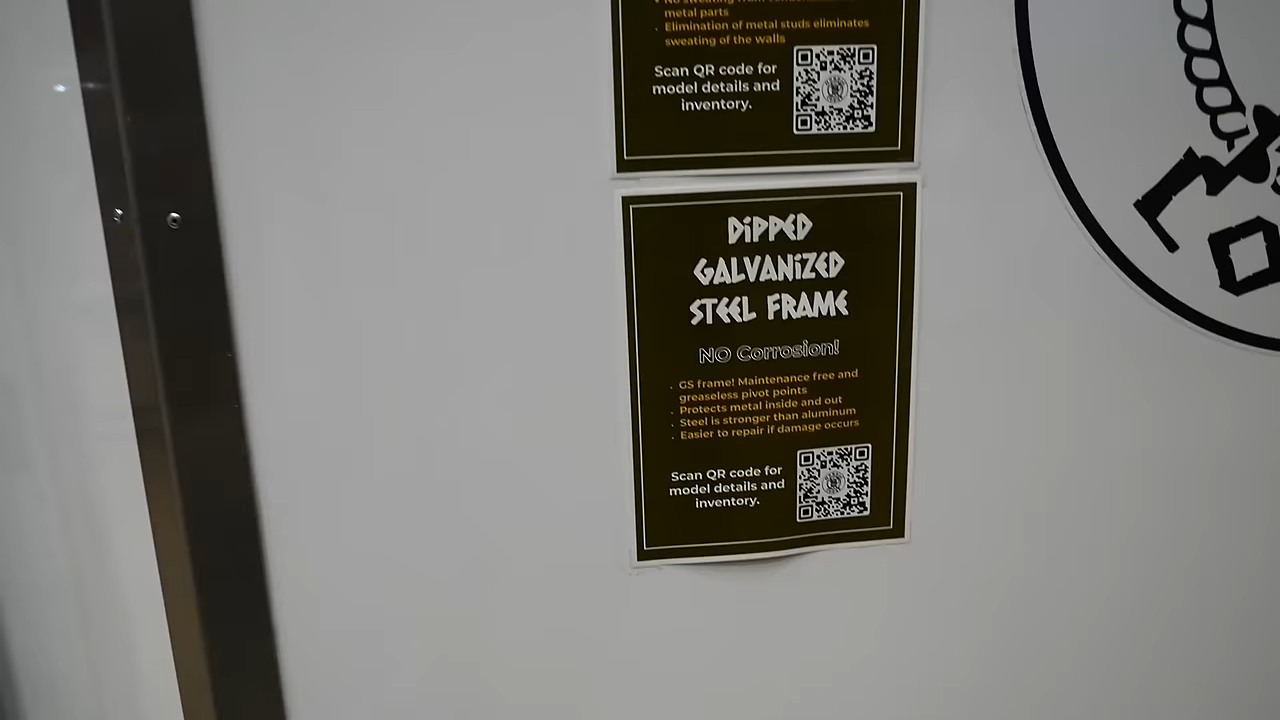 metal parts
Elimination of metal studs eliminates
sweating of the walls
Scan QR code for
model details and
inventory.
DiPPED
GALVANiZED
STEEL FRAME
NO Corrosion!
GS frame! Maintenance free and
greaseless pivot points
Protects metal inside and out
Steel is stronger than aluminum
Easier to repair if damage occurs
Scan QR code for
model details and
inventory.